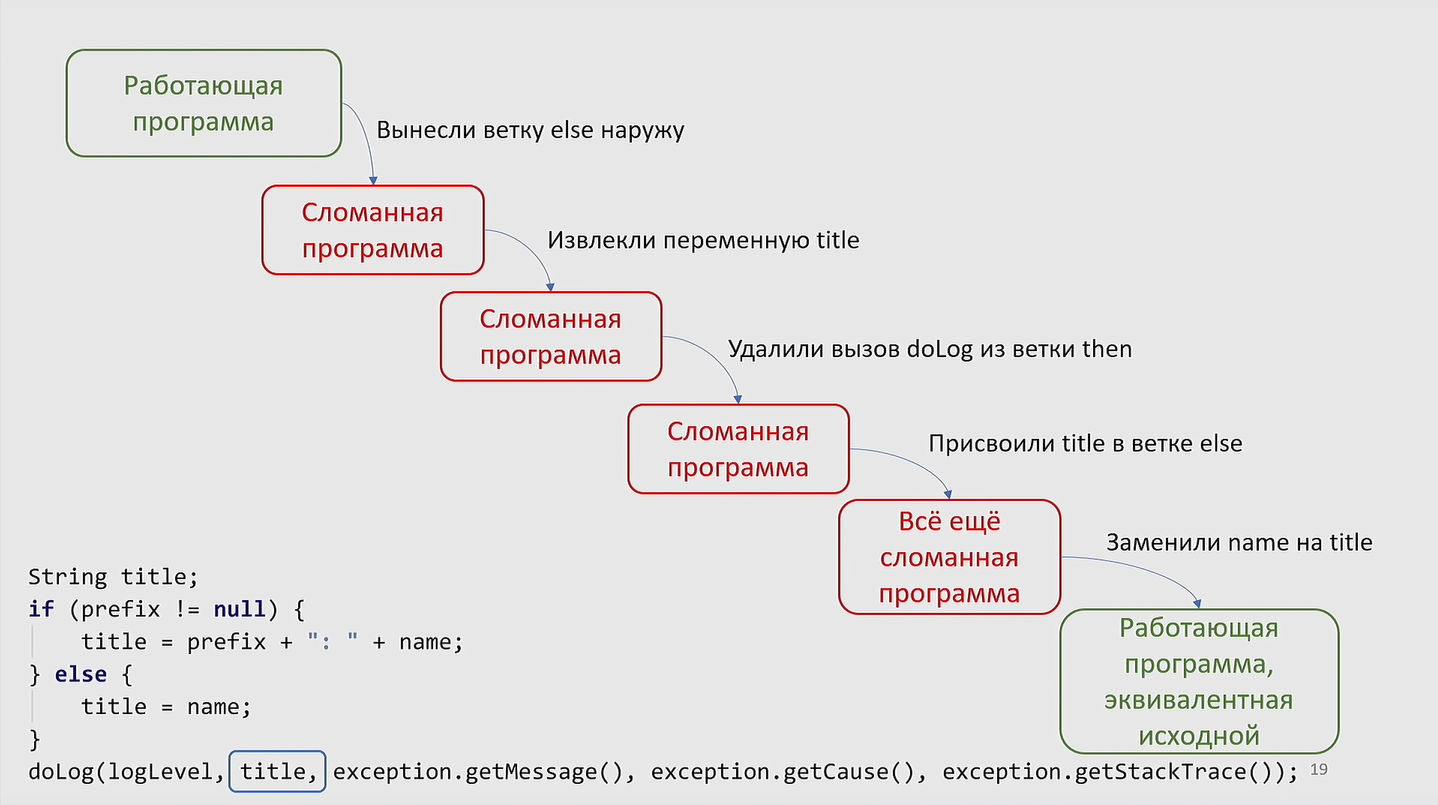 Работающая
программа
Вынесли ветку else наружу
Сломанная
программа
Извлекли переменную title
Сломанная
программа
Удалили вызов doLog из ветки then
Сломанная
программа
Присвоили title в ветке else
Всё ещё
сломанная
программа
Заменили name на title
Работающая
программа,
эквивалентная
исходной
String title;
if (prefix != null) {
    title = prefix + ": " + name;
} else {
    title = name;
}
doLog(logLevel, title, exception.getMessage(), exception.getCause(), exception.getStackTrace());
19